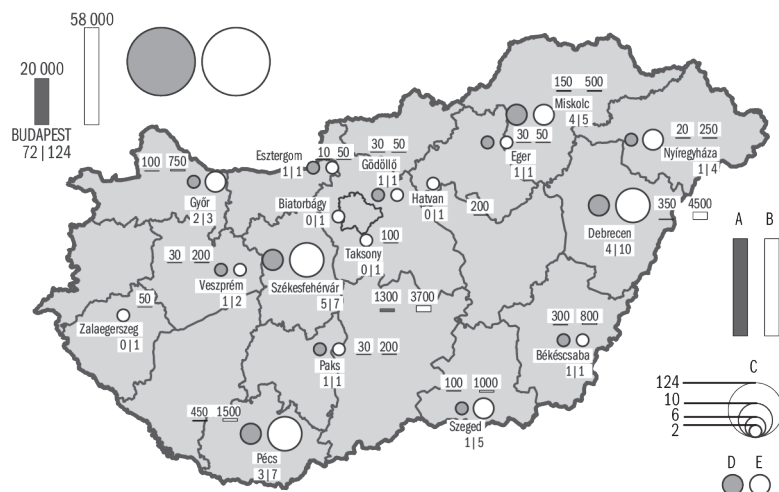 58 000
20 000
BUDAPEST
72 | 124
150 500
Miskolc
4 | 5
30 50
Eger
1 | 1
20 250
Nyíregyháza
1 | 4
10 50
Esztergom
1 | 1
30 50
Gödöllő
1 | 1
100 750
Győr
2 | 3
Biatorbágy
0 | 1
Hatvan
0 | 1
200
350 4500
Debrecen
4 | 10
A B
100
Taksony
0 | 1
30 200
Veszprém
1 | 2
Székesfehérvár
5 | 7
1300 3700
50
Zalaegerszeg
0 | 1
300 800
Békéscsaba
1 | 1
30 200
Paks
1 | 1
C
124
10
6
2
100 1000
Szeged
1 | 5
450 1500
Pécs
3 | 7
D E